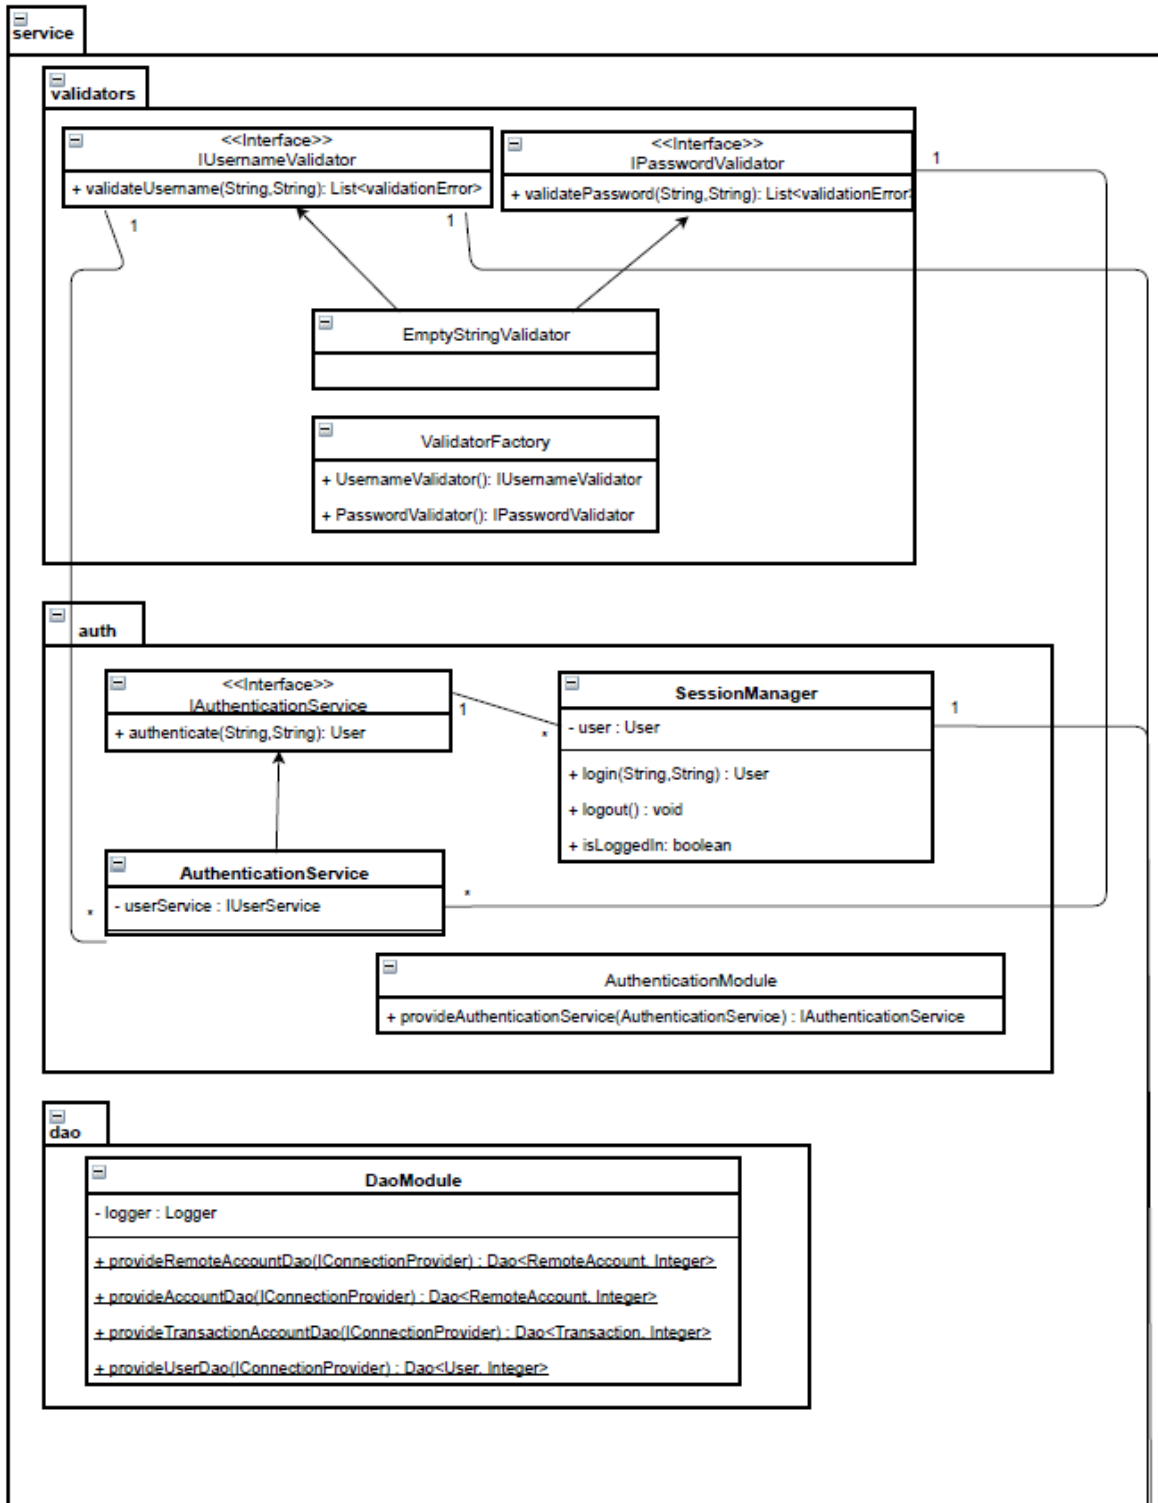 service
validators
<<Interface>>
IUsernameValidator
+ validateUsername(String,String): List<validationError>
<<Interface>>
IPasswordValidator
+ validatePassword(String,String): List<validationError>
1
1
1
EmptyStringValidator
ValidatorFactory
+ UsernameValidator(): IUsernameValidator
+ PasswordValidator(): IPasswordValidator
auth
<<Interface>>
IAuthenticationService
+ authenticate(String,String): User
1
*
SessionManager
- user : User
+ login(String,String) : User
+ logout() : void
+ isLoggedIn: boolean
1
AuthenticationService
- userService : IUserService
*
*
AuthenticationModule
+ provideAuthenticationService(AuthenticationService) : IAuthenticationService
dao
DaoModule
- logger : Logger
+ provideRemoteAccountDao(IConnectionProvider) : Dao<RemoteAccount, Integer>
+ provideAccountDao(IConnectionProvider) : Dao<RemoteAccount, Integer>
+ provideTransactionAccountDao(IConnectionProvider) : Dao<Transaction, Integer>
+ provideUserDao(IConnectionProvider) : Dao<User, Integer>